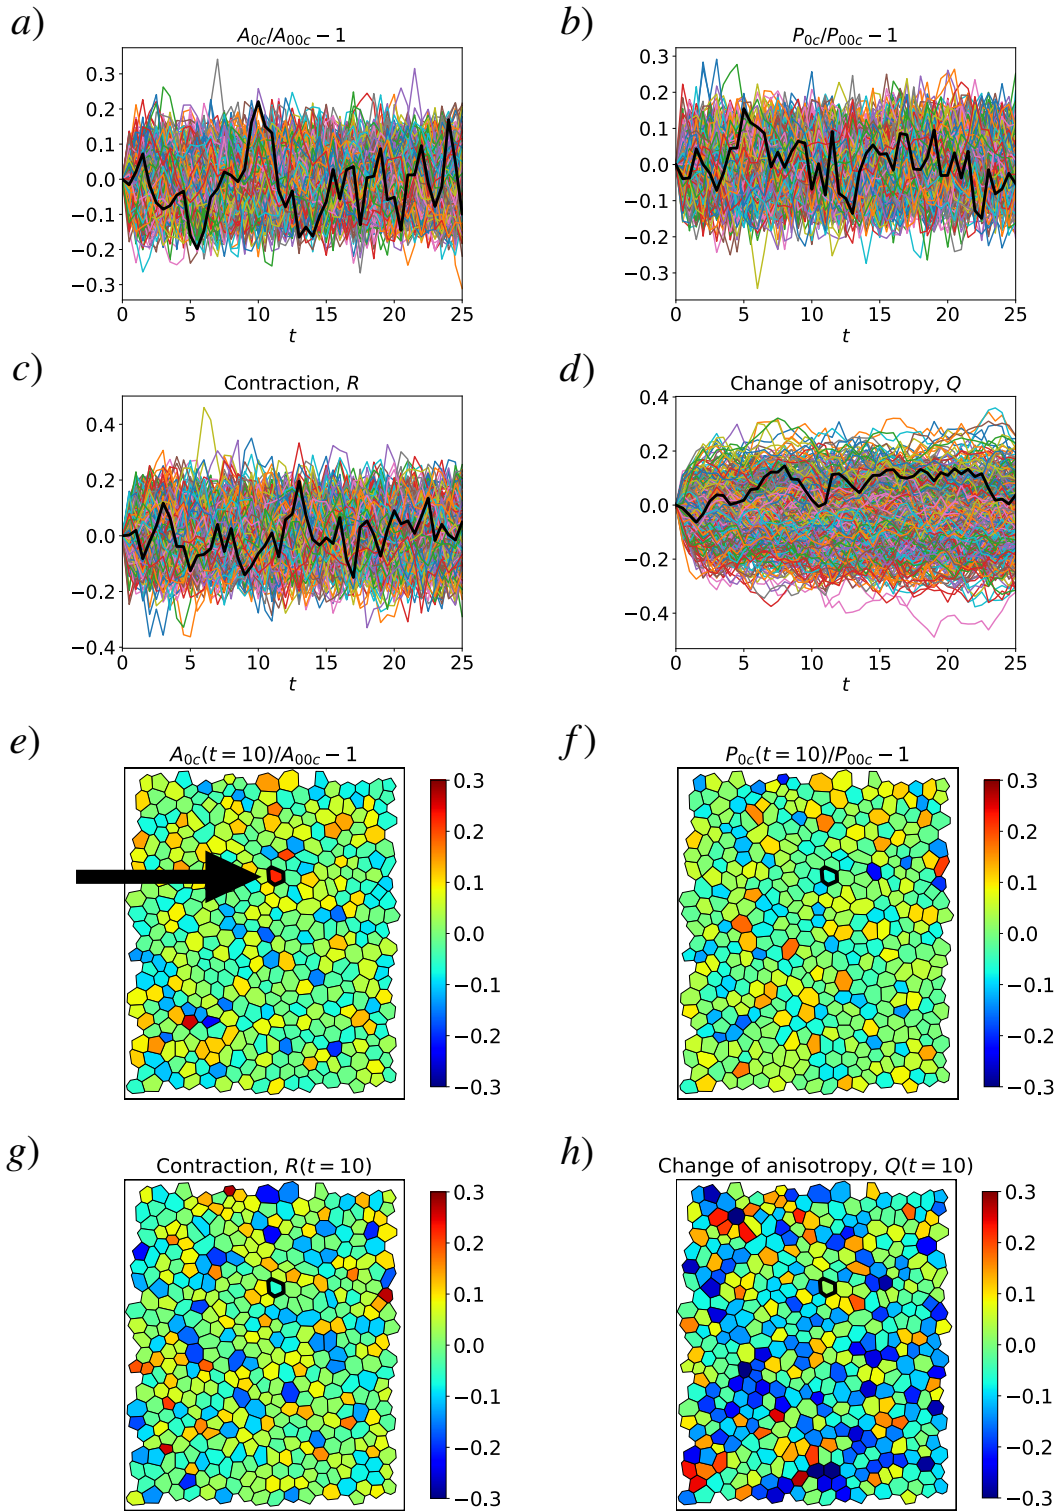 a)
A0c/A00c − 1
0.3
0.2
0.1
0.0
−0.1
−0.2
−0.3
0 5 10 15 20 25
t
b)
P0c/P00c − 1
0.3
0.2
0.1
0.0
−0.1
−0.2
−0.3
0 5 10 15 20 25
t
c)
Contraction, R
0.4
0.2
0.0
−0.2
−0.4
0 5 10 15 20 25
t
d)
Change of anisotropy, Q
0.4
0.2
0.0
−0.2
−0.4
0 5 10 15 20 25
t
e)
A0c(t = 10)/A00c − 1
0.3
0.2
0.1
0.0
−0.1
−0.2
−0.3
f)
P0c(t = 10)/P00c − 1
0.3
0.2
0.1
0.0
−0.1
−0.2
−0.3
g)
Contraction, R(t = 10)
0.3
0.2
0.1
0.0
−0.1
−0.2
−0.3
h)
Change of anisotropy, Q(t = 10)
0.3
0.2
0.1
0.0
−0.1
−0.2
−0.3